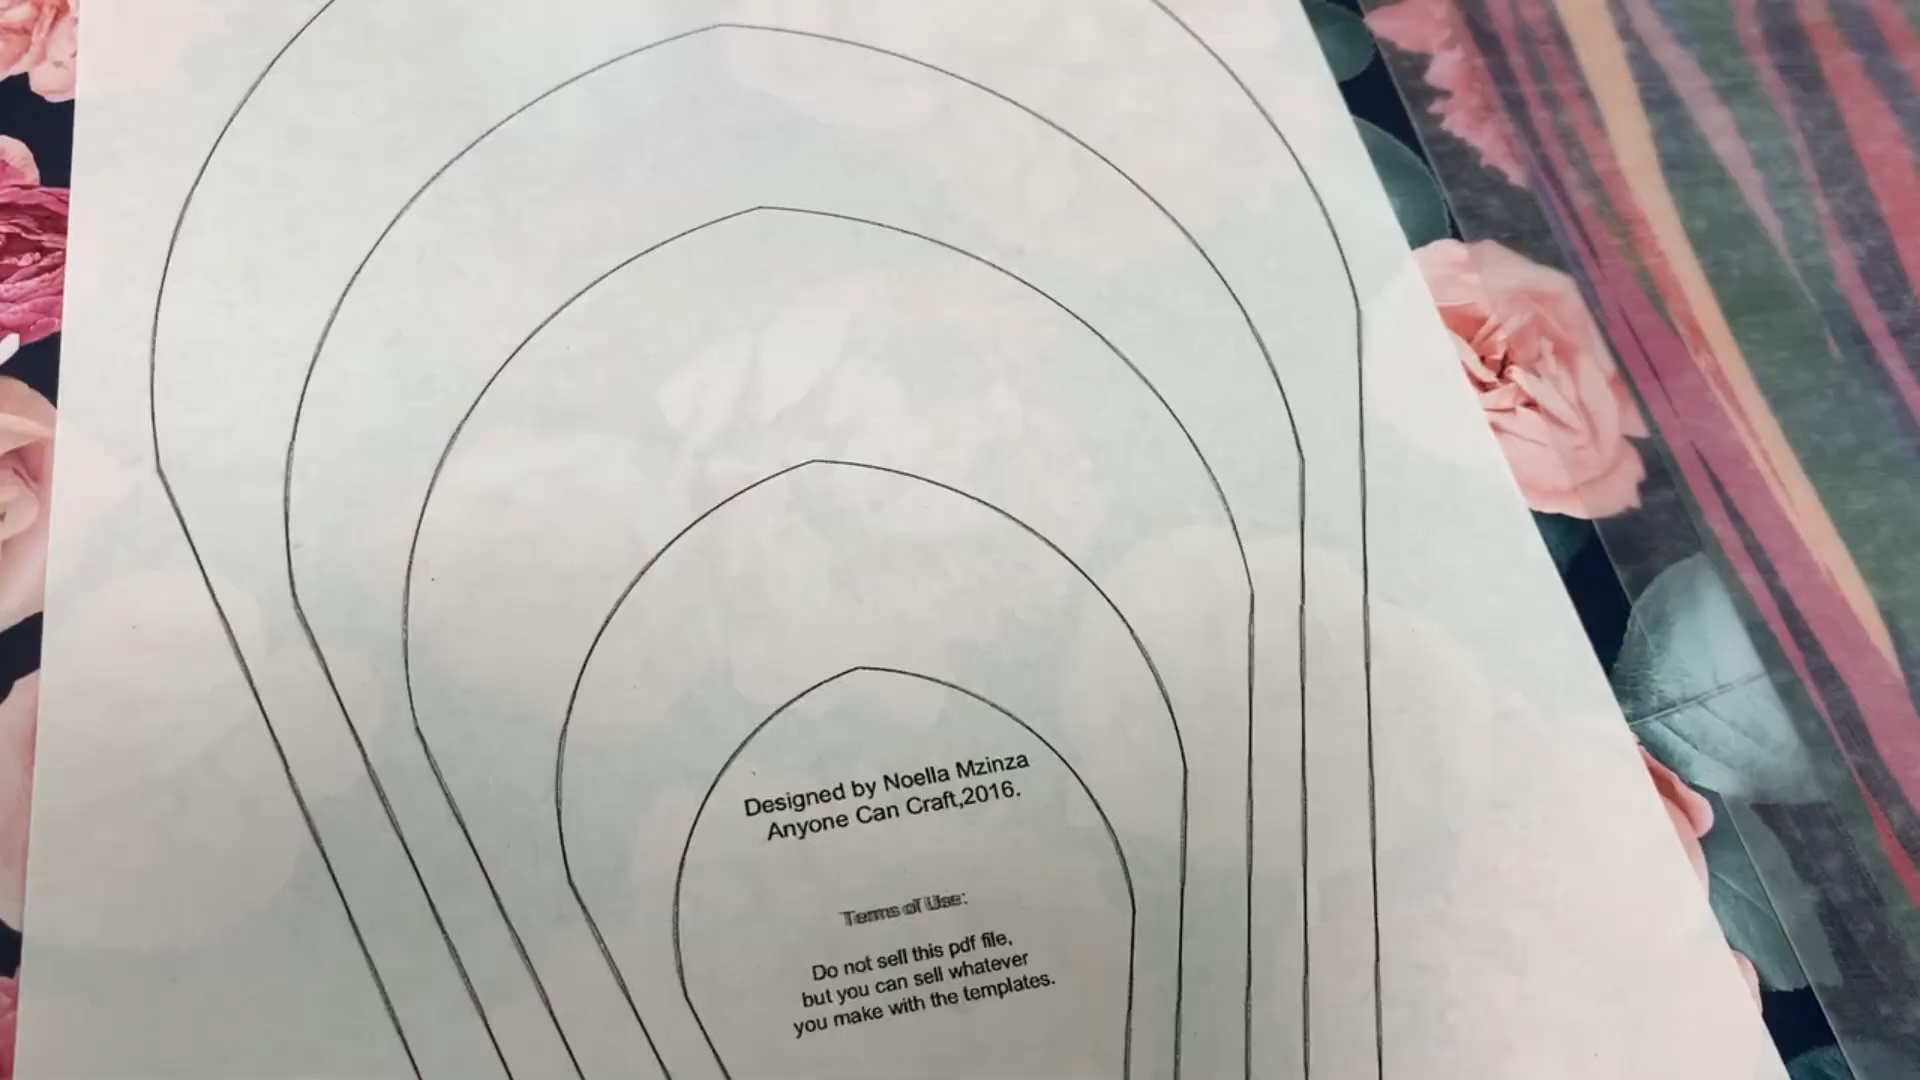 Designed by Noella Mzinza
Anyone Can Craft,2016.
Terms of Use:
Do not sell this pdf file,
but you can sell whatever
you make with the templates.